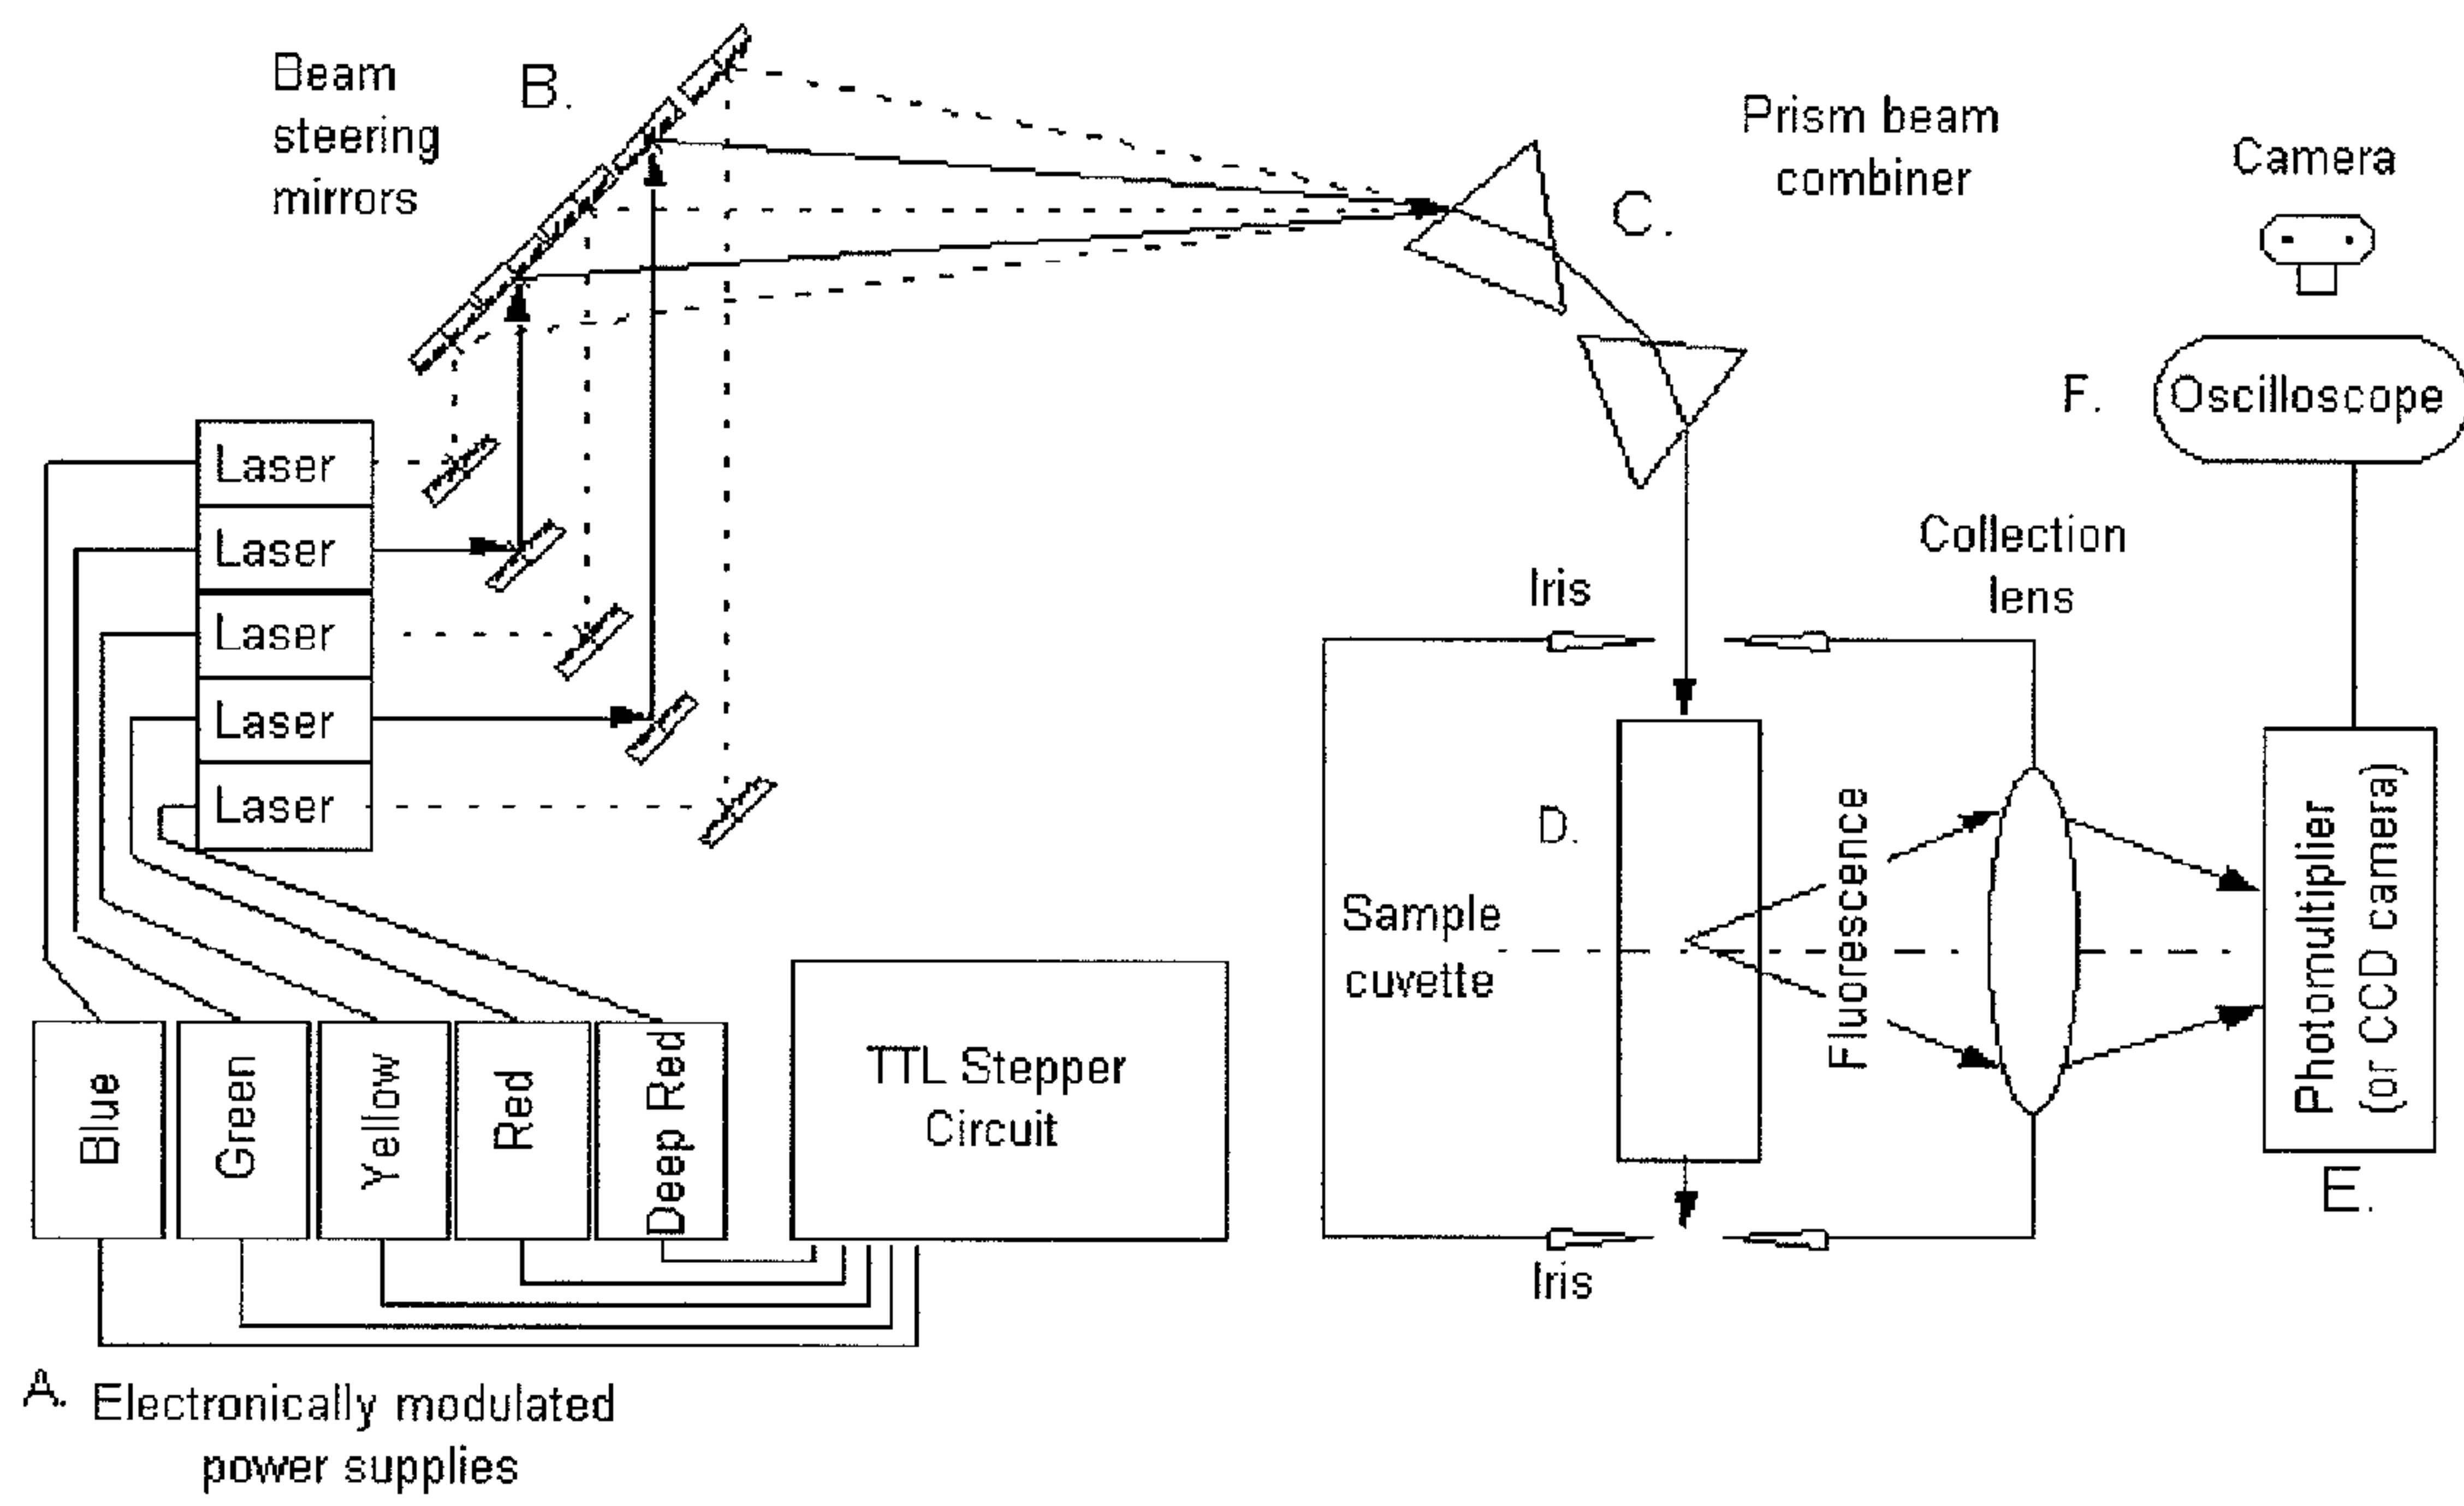 Beam
steering
mirrors
B.
Prism beam
combiner
C.
Camera
F.
Oscilloscope
Laser
Laser
Laser
Laser
Laser
Collection
lens
Iris
D.
Sample
cuvette
Fluorescence
Photomultiplier
(or CCD camera)
E.
Iris
Blue
Green
Yellow
Red
Deep Red
TTL Stepper
Circuit
A. Electronically modulated
power supplies